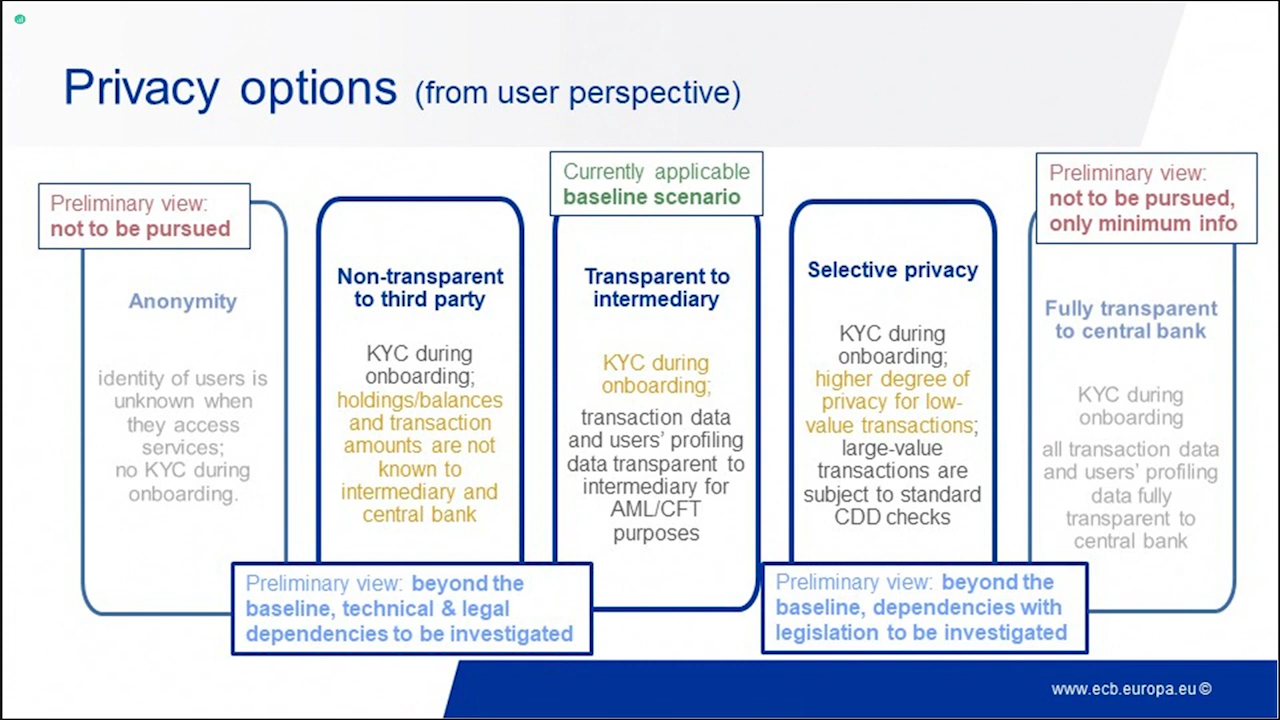 Privacy options (from user perspective)
Preliminary view:
not to be pursued
Anonymity
identity of users is
unknown when
they access
services;
no KYC during
onboarding.
Non-transparent
to third party
KYC during
onboarding;
holdings/balances
and transaction
amounts are not
known to
intermediary and
central bank
Preliminary view: beyond the
baseline, technical & legal
dependencies to be investigated
Currently applicable
baseline scenario
Transparent to
intermediary
KYC during
onboarding;
transaction data
and users’ profiling
data transparent to
intermediary for
AML/CFT
purposes
Selective privacy
KYC during
onboarding;
higher degree of
privacy for low-
value transactions;
large-value
transactions are
subject to standard
CDD checks
Preliminary view: beyond the
baseline, dependencies with
legislation to be investigated
Preliminary view:
not to be pursued,
only minimum info
Fully transparent
to central bank
KYC during
onboarding
all transaction data
and users’ profiling
data fully
transparent to
central bank
www.ecb.europa.eu©